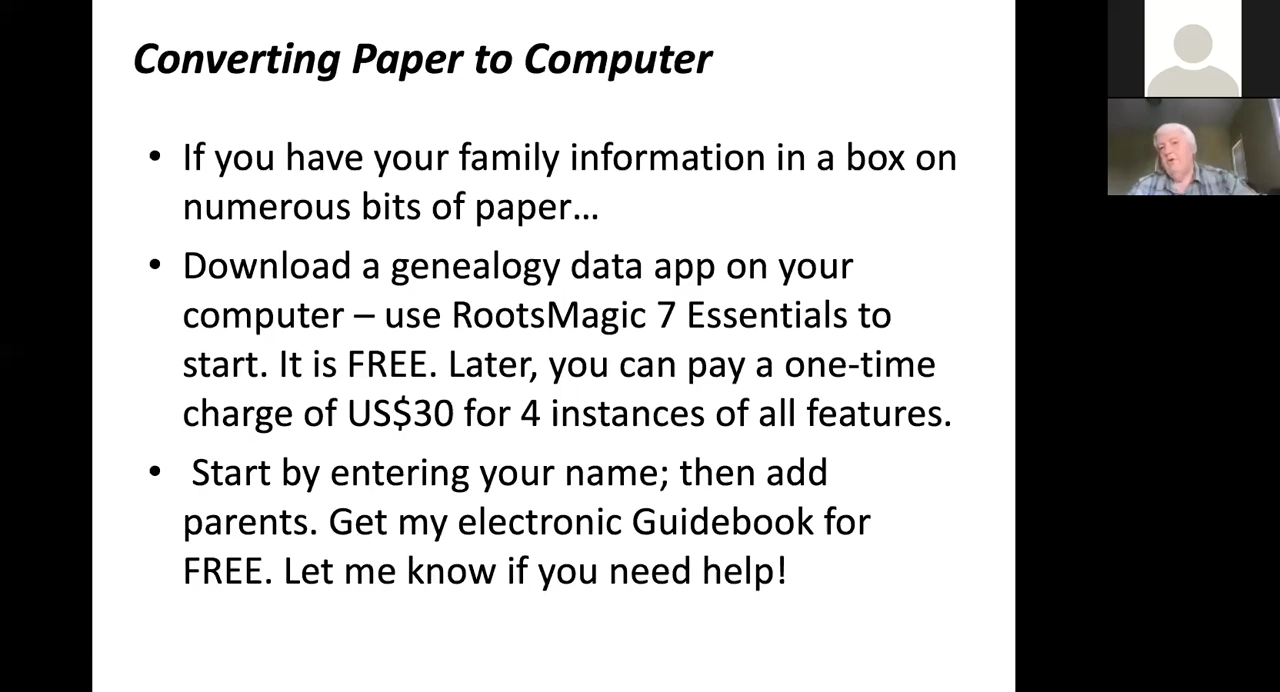 Converting Paper to Computer
• If you have your family information in a box on
numerous bits of paper…
• Download a genealogy data app on your
computer – use RootsMagic 7 Essentials to
start. It is FREE. Later, you can pay a one-time
charge of US$30 for 4 instances of all features.
• Start by entering your name; then add
parents. Get my electronic Guidebook for
FREE. Let me know if you need help!